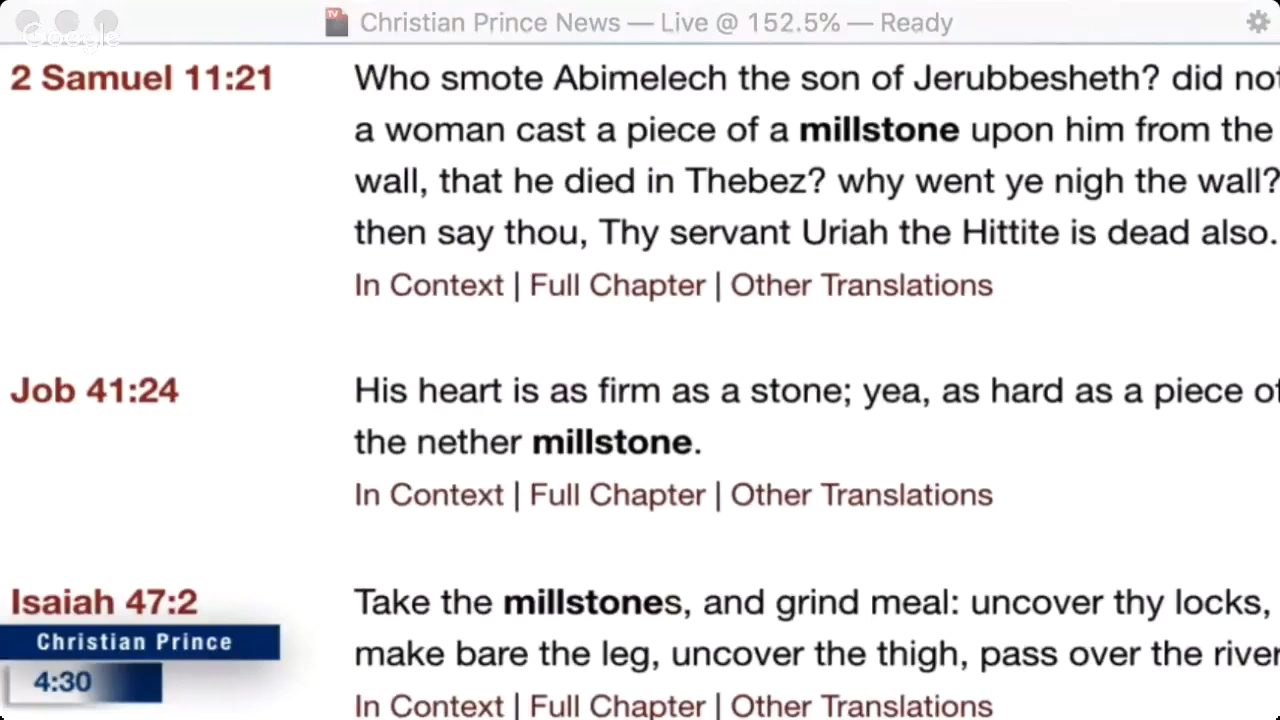 Christian Prince News — Live @ 152.5% — Ready
Google
2 Samuel 11:21
Who smote Abimelech the son of Jerubbesheth? did not
a woman cast a piece of a millstone upon him from the
wall, that he died in Thebez? why went ye nigh the wall?
then say thou, Thy servant Uriah the Hittite is dead also.
In Context | Full Chapter | Other Translations
Job 41:24
His heart is as firm as a stone; yea, as hard as a piece of
the nether millstone.
In Context | Full Chapter | Other Translations
Isaiah 47:2
Take the millstones, and grind meal: uncover thy locks,
make bare the leg, uncover the thigh, pass over the river
In Context | Full Chapter | Other Translations
Christian Prince
4:30